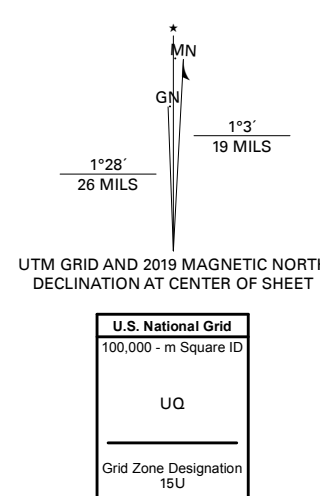 ★
MN
GN
1°3´
19 MILS
1°28´
26 MILS
UTM GRID AND 2019 MAGNETIC NORTH
DECLINATION AT CENTER OF SHEET
U.S. National Grid
100,000 - m Square ID
UQ
Grid Zone Designation
15U